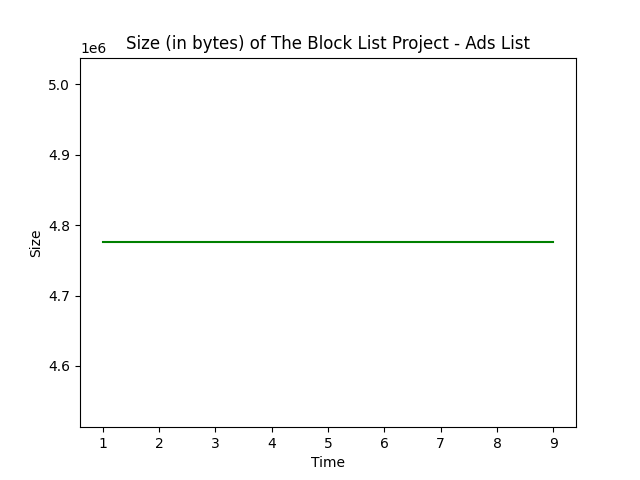 Size (in bytes) of The Block List Project - Ads List
1e6
5.0
4.9
4.8
4.7
4.6
Size
1 2 3 4 5 6 7 8 9
Time